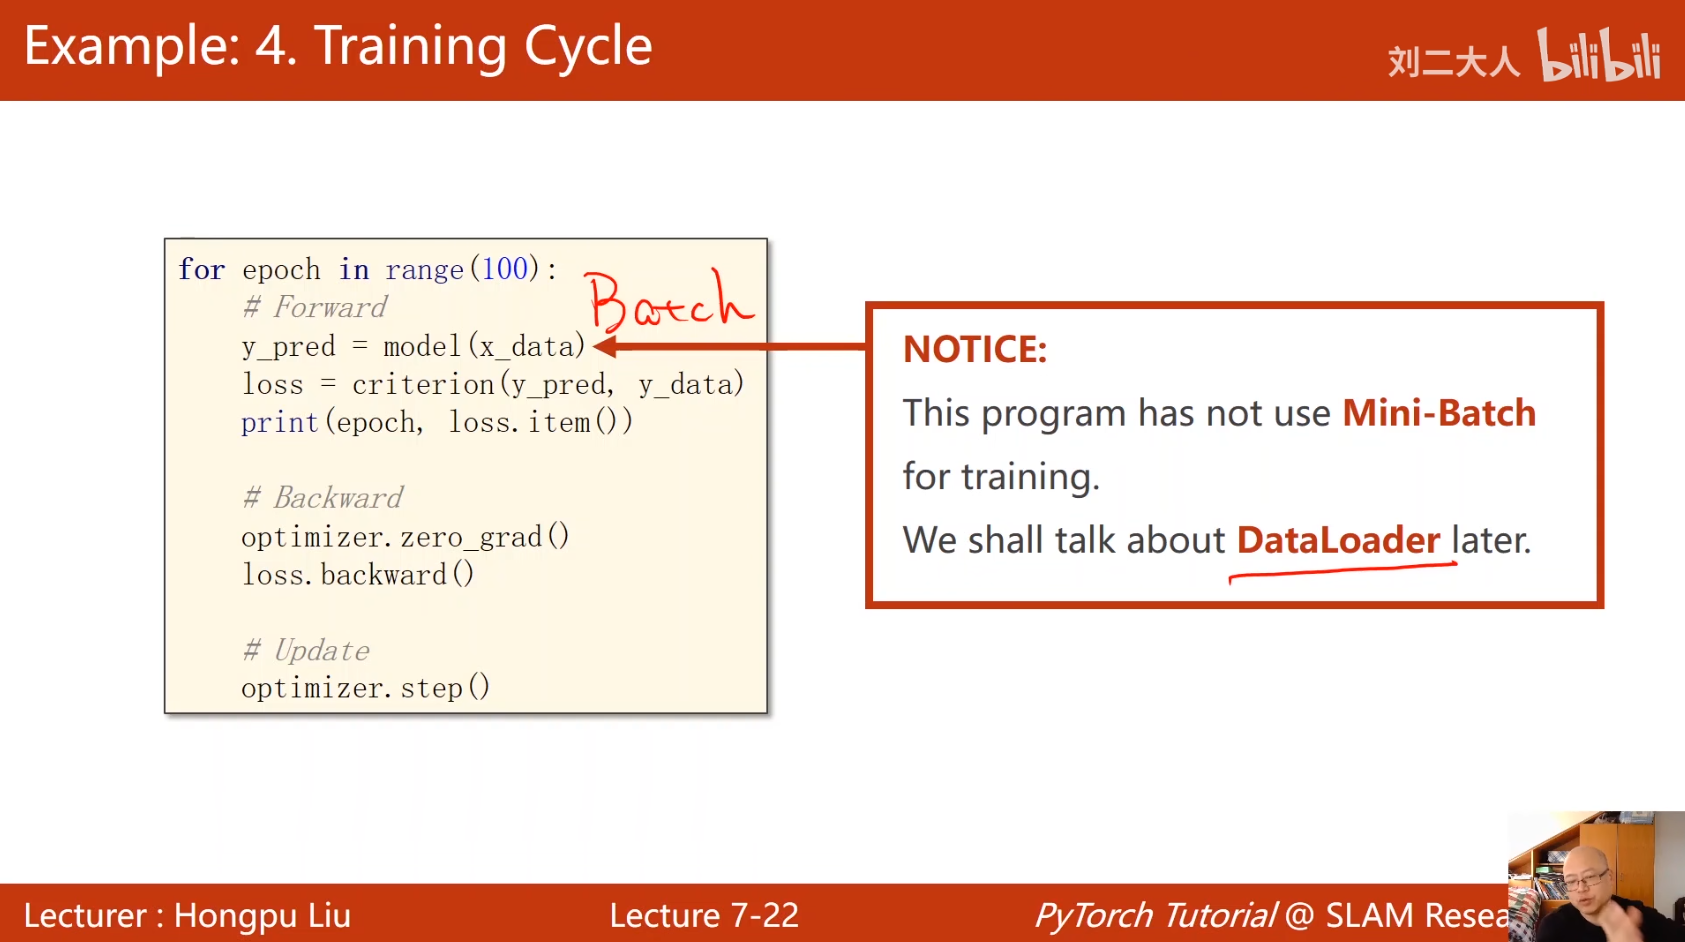 Example: 4. Training Cycle
刘二大人 bilibili
for epoch in range(100):
# Forward
Batch
y_pred = model(x_data)
loss = criterion(y_pred, y_data)
print(epoch, loss.item())
# Backward
optimizer.zero_grad()
loss.backward()
# Update
optimizer.step()
NOTICE:
This program has not use Mini-Batch
for training.
We shall talk about DataLoader later.
Lecturer : Hongpu Liu
Lecture 7-22
PyTorch Tutorial @ SLAM Resea